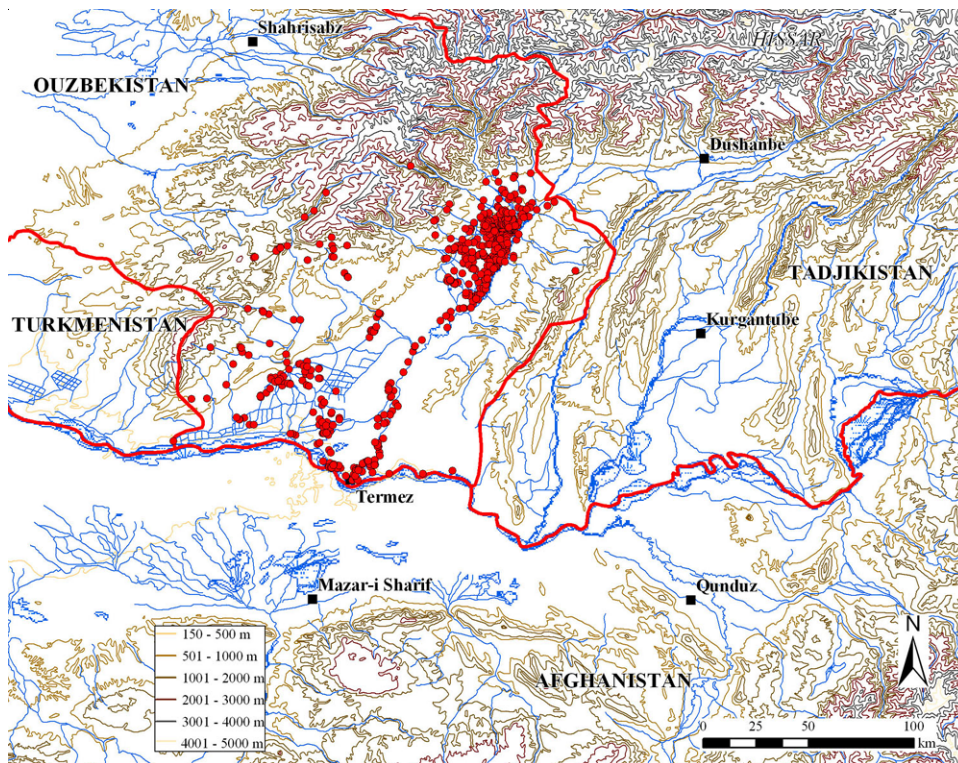 Shahrisabz
HISSAR
OUZBEKISTAN
Dushanbe
TADJIKISTAN
TURKMENISTAN
Kurgantube
Termez
Mazar-i Sharif
Qunduz
AFGHANISTAN
150 - 500 m
501 - 1000 m
1001 - 2000 m
2001 - 3000 m
3001 - 4000 m
4001 - 5000 m
N
0 25 50 100
km